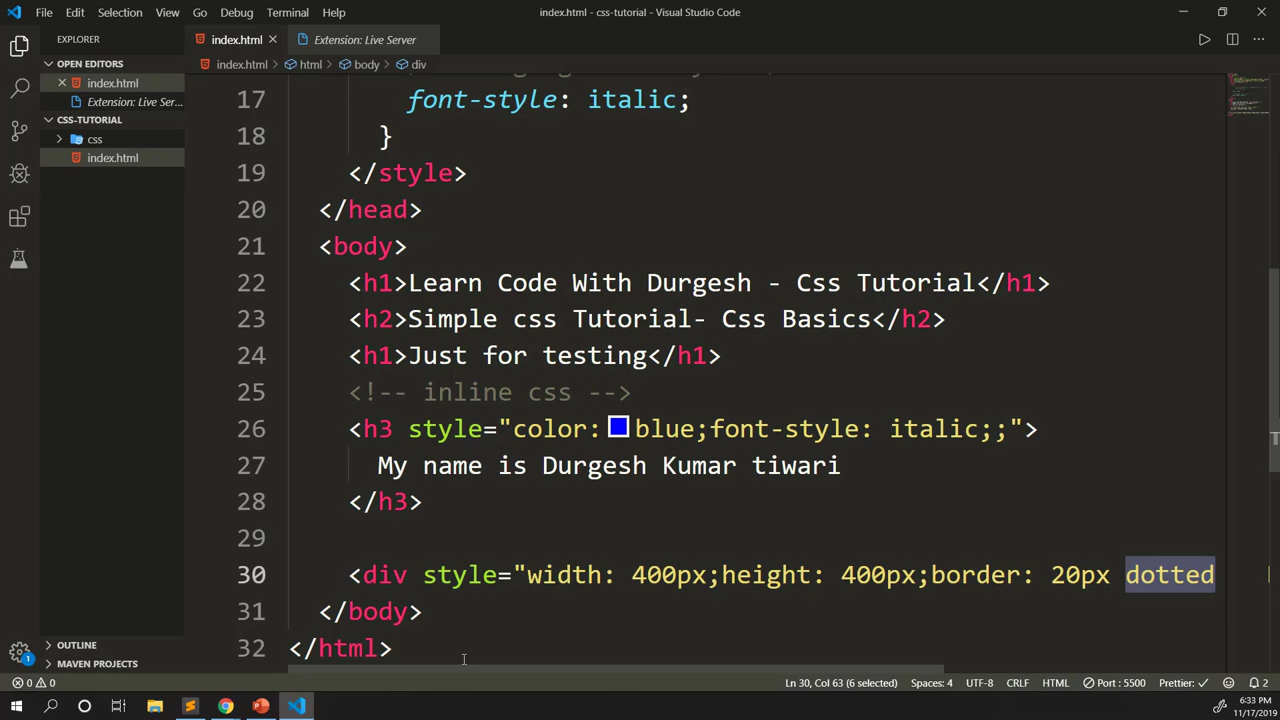 File Edit Selection View Go Debug Terminal Help
index.html - css-tutorial - Visual Studio Code
EXPLORER
index.html
Extension: Live Server
OPEN EDITORS
index.html
Extension: Live Ser...
CSS-TUTORIAL
css
index.html
OUTLINE
MAVEN PROJECTS
index.html > html > body > div
17 font-style: italic;
18 }
19 </style>
20 </head>
21 <body>
22 <h1>Learn Code With Durgesh - Css Tutorial</h1>
23 <h2>Simple css Tutorial- Css Basics</h2>
24 <h1>Just for testing</h1>
25 <!-- inline css -->
26 <h3 style="color: blue;font-style: italic;;">
27 My name is Durgesh Kumar tiwari
28 </h3>
29
30 <div style="width: 400px;height: 400px;border: 20px dotted
31 </body>
32 </html>
0 0
Ln 30, Col 63 (6 selected) Spaces: 4 UTF-8 CRLF HTML Port : 5500 Prettier: ✓ 2
1
6:33 PM
11/17/2019